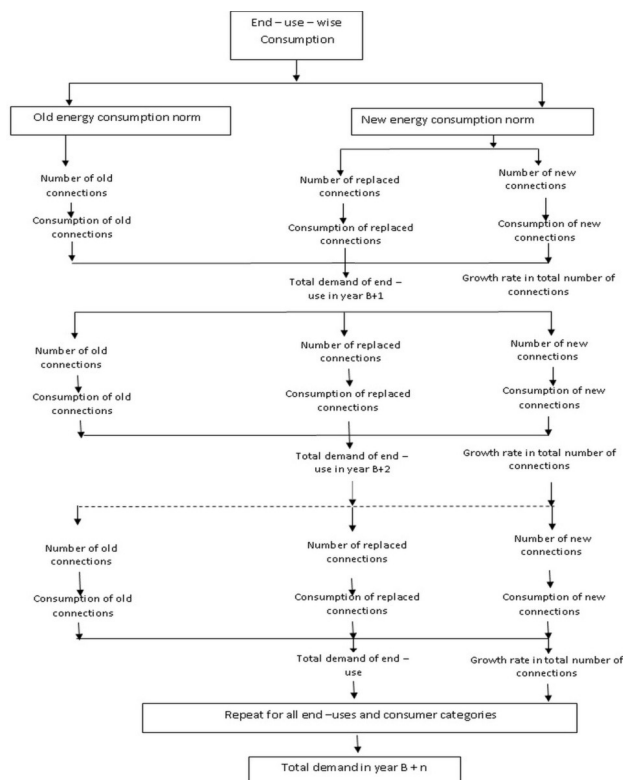 End – use – wise
Consumption
Old energy consumption norm
New energy consumption norm
Number of old
connections
Number of replaced
connections
Number of new
connections
Consumption of old
connections
Consumption of replaced
connections
Consumption of new
connections
Total demand of end –
use in year B+1
Growth rate in total number of
connections
Number of old
connections
Number of replaced
connections
Number of new
connections
Consumption of old
connections
Consumption of replaced
connections
Consumption of new
connections
Total demand of end –
use in year B+2
Growth rate in total number of
connections
Number of old
connections
Number of replaced
connections
Number of new
connections
Consumption of old
connections
Consumption of replaced
connections
Consumption of new
connections
Total demand of end –
use
Growth rate in total number of
connections
Repeat for all end –uses and consumer categories
Total demand in year B + n